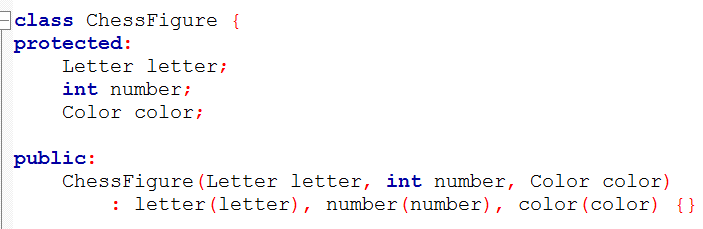 class ChessFigure {
protected:
    Letter letter;
    int number;
    Color color;

public:
    ChessFigure(Letter letter, int number, Color color)
        : letter(letter), number(number), color(color) {}